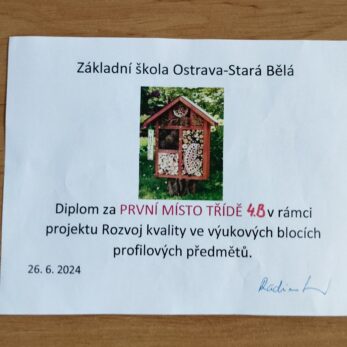 Základní škola Ostrava-Stará Bělá
Diplom za PRVNÍ MÍSTO TŘÍDĚ 4.B v rámci
projektu Rozvoj kvality ve výukových blocích
profilových předmětů.
26. 6. 2024